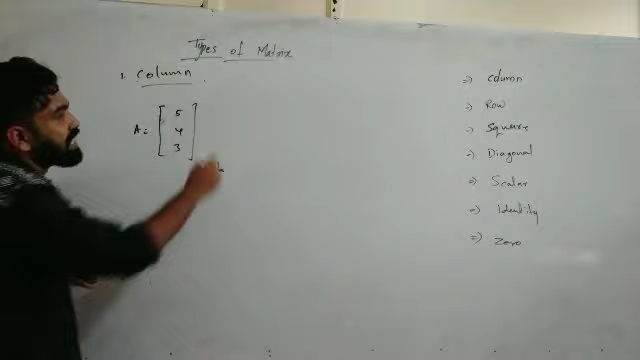 Types of Matrix
1. Column
A = [ 5
4
3 ]
=> Column
=> Row
=> Square
=> Diagonal
=> Scalar
=> Identity
=> Zero